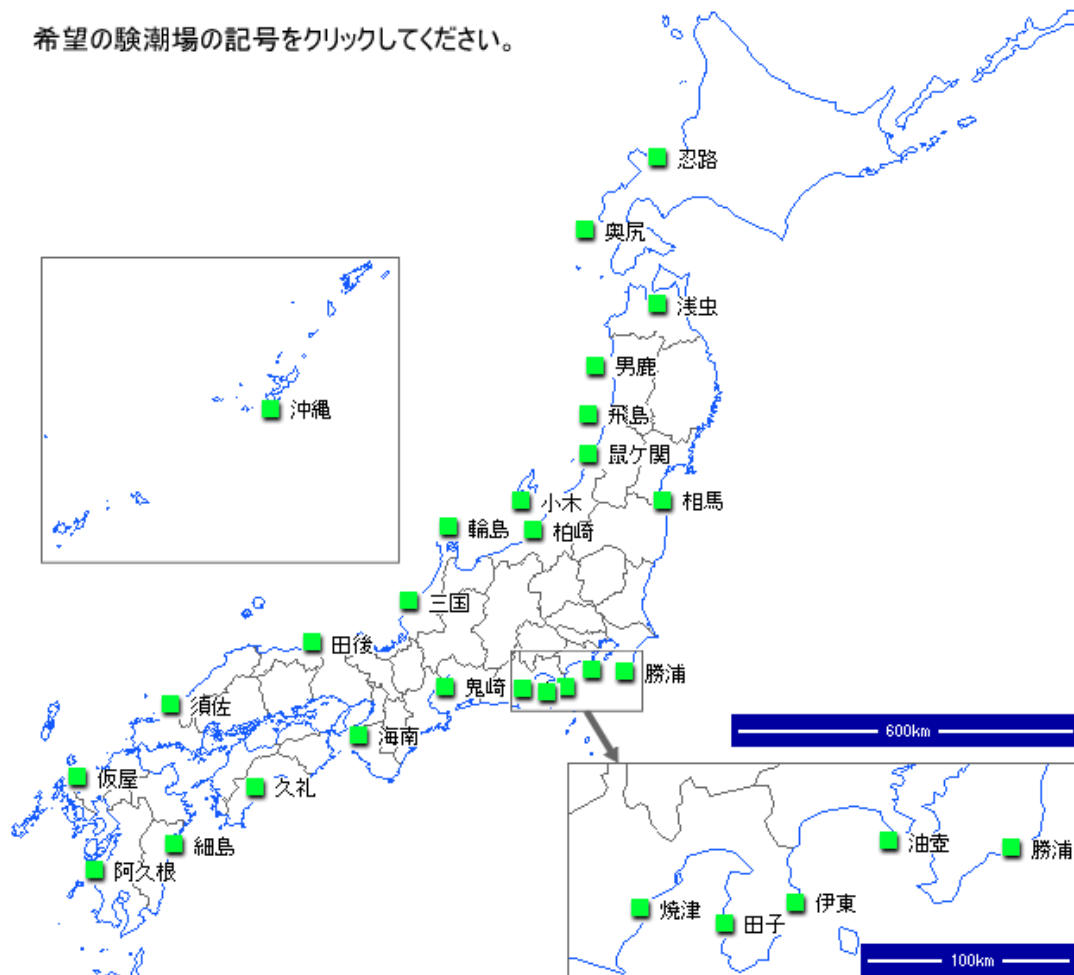 希望の験潮場の記号をクリックしてください。
忍路
奥尻
浅虫
男鹿
飛島
沖縄
鼠ケ関
小木
相馬
輪島
柏崎
三国
田後
勝浦
鬼崎
須佐
600km
海南
仮屋
久礼
細島
油壺
勝浦
阿久根
伊東
焼津
田子
100km